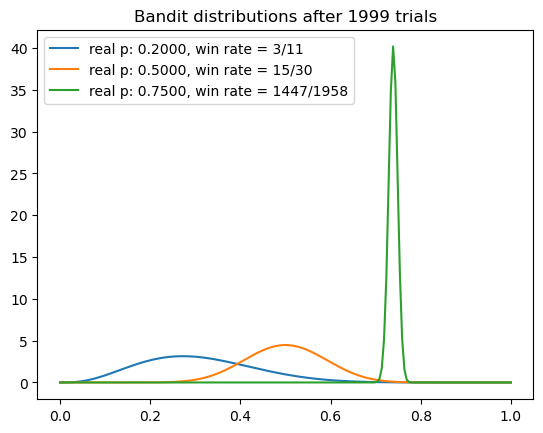 Bandit distributions after 1999 trials
real p: 0.2000, win rate = 3/11
real p: 0.5000, win rate = 15/30
real p: 0.7500, win rate = 1447/1958
40
35
30
25
20
15
10
5
0
0.0 0.2 0.4 0.6 0.8 1.0